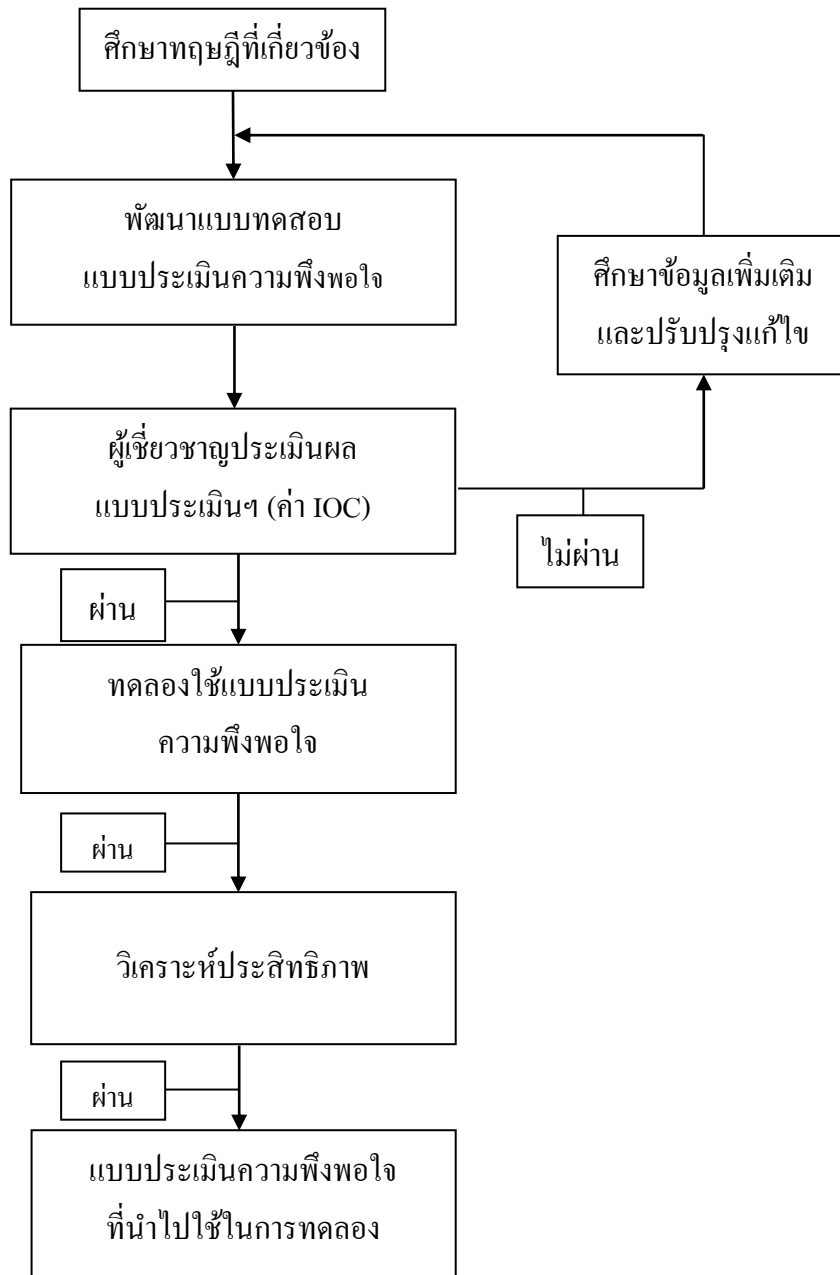 ศึกษาทฤษฎีที่เกี่ยวข้อง
พัฒนาแบบทดสอบ
แบบประเมินความพึงพอใจ
ศึกษาข้อมูลเพิ่มเติม
และปรับปรุงแก้ไข
ผู้เชี่ยวชาญประเมินผล
แบบประเมินฯ (ค่า IOC)
ไม่ผ่าน
ผ่าน
ทดลองใช้แบบประเมิน
ความพึงพอใจ
ผ่าน
วิเคราะห์ประสิทธิภาพ
ผ่าน
แบบประเมินความพึงพอใจ
ที่นำไปใช้ในการทดลอง